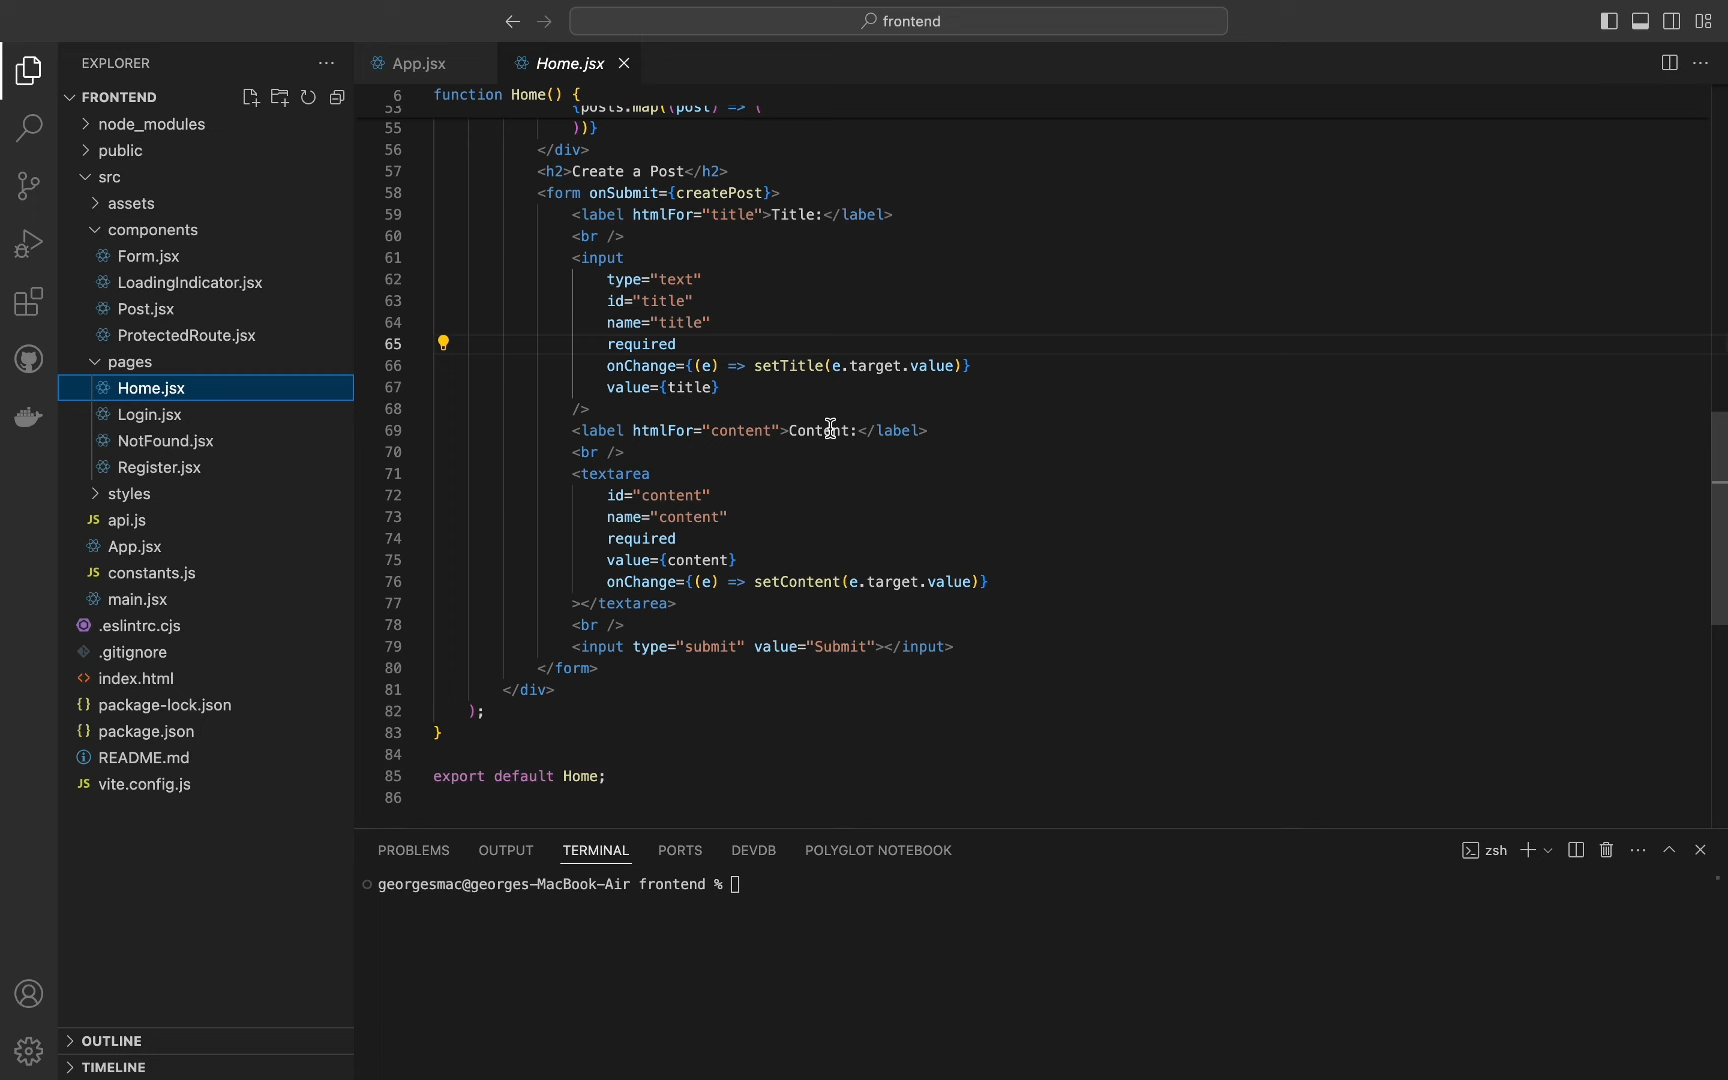 frontend
EXPLORER
FRONTEND
node_modules
public
src
assets
components
Form.jsx
LoadingIndicator.jsx
Post.jsx
ProtectedRoute.jsx
pages
Home.jsx
Login.jsx
NotFound.jsx
Register.jsx
styles
JS api.js
App.jsx
JS constants.js
main.jsx
.eslintrc.cjs
.gitignore
index.html
{} package-lock.json
{} package.json
README.md
JS vite.config.js
OUTLINE
TIMELINE
App.jsx
Home.jsx
6 function Home() {
53 {posts.map((post) => (
55 ))}
56 </div>
57 <h2>Create a Post</h2>
58 <form onSubmit={createPost}>
59 <label htmlFor="title">Title:</label>
60 <br />
61 <input
62 type="text"
63 id="title"
64 name="title"
65 required
66 onChange={(e) => setTitle(e.target.value)}
67 value={title}
68 />
69 <label htmlFor="content">Content:</label>
70 <br />
71 <textarea
72 id="content"
73 name="content"
74 required
75 value={content}
76 onChange={(e) => setContent(e.target.value)}
77 ></textarea>
78 <br />
79 <input type="submit" value="Submit"></input>
80 </form>
81 </div>
82 );
83 }
84
85 export default Home;
86
PROBLEMS OUTPUT TERMINAL PORTS DEVDB POLYGLOT NOTEBOOK
zsh
georgesmac@georges-MacBook-Air frontend %